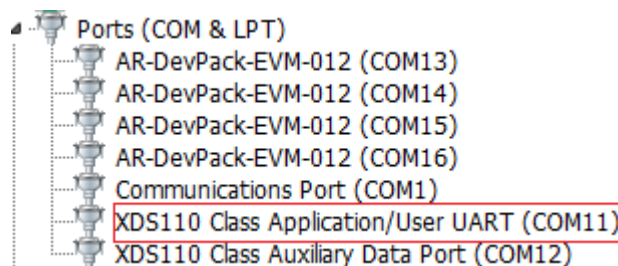 Ports (COM & LPT)
AR-DevPack-EVM-012 (COM13)
AR-DevPack-EVM-012 (COM14)
AR-DevPack-EVM-012 (COM15)
AR-DevPack-EVM-012 (COM16)
Communications Port (COM1)
XDS110 Class Application/User UART (COM11)
XDS110 Class Auxiliary Data Port (COM12)